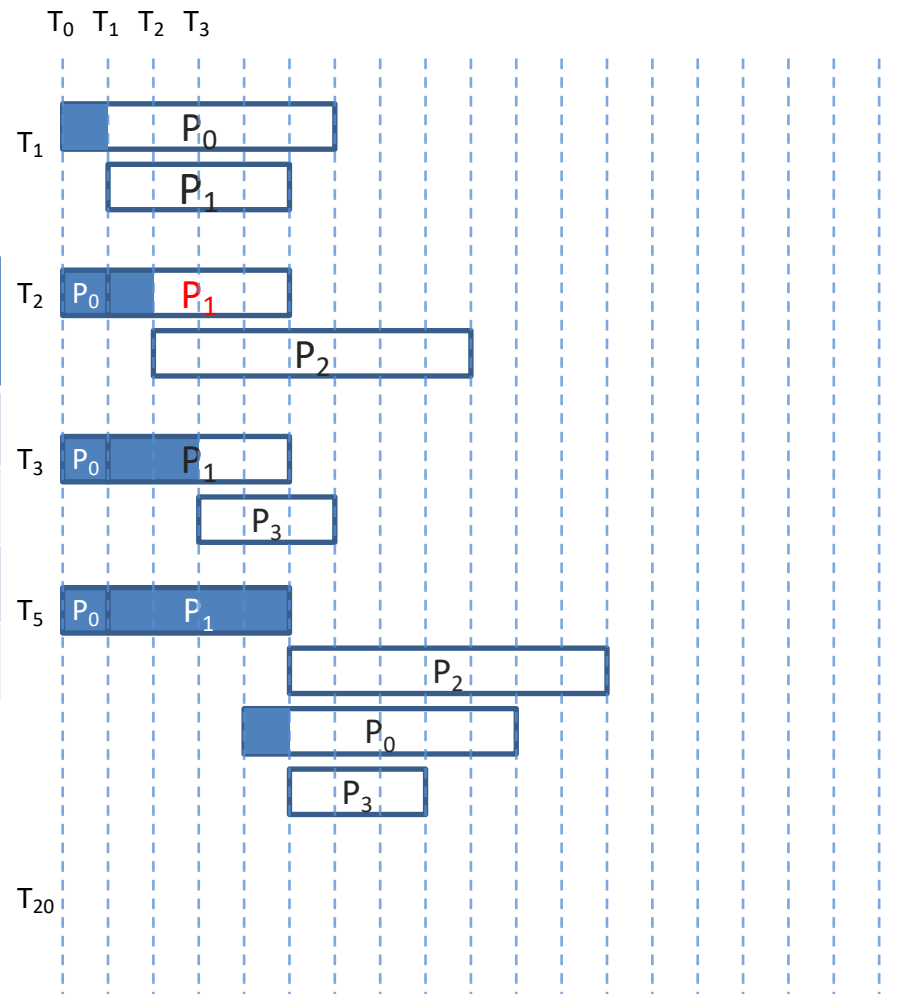 T₀ T₁ T₂ T₃
T₁
P₀
P₁
T₂
P₀ P₁
P₂
T₃
P₀ P₁
P₃
T₅
P₀ P₁
P₂
P₀
P₃
T₂₀